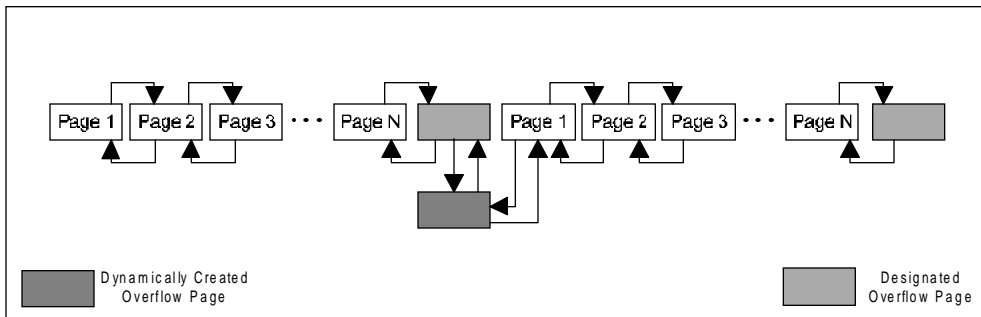 Page 1 Page 2 Page 3 ··· Page N Page 1 Page 2 Page 3 ··· Page N
Dynamically Created
Overflow Page
Designated
Overflow Page